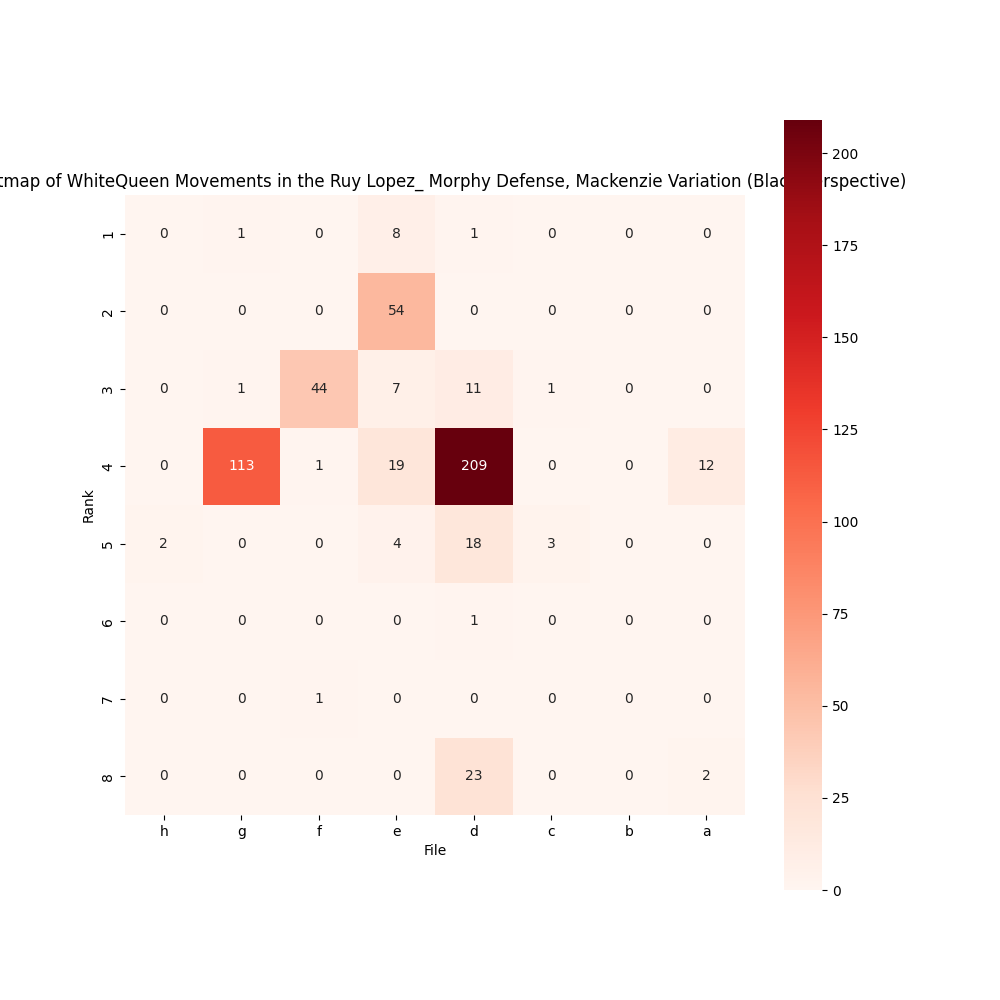 tmap of WhiteQueen Movements in the Ruy Lopez_ Morphy Defense, Mackenzie Variation (Blac rspective)
200
175
150
125
100
75
50
25
0
Rank
1 0 1 0 8 1 0 0 0
2 0 0 0 54 0 0 0 0
3 0 1 44 7 11 1 0 0
4 0 113 1 19 209 0 0 12
5 2 0 0 4 18 3 0 0
6 0 0 0 0 1 0 0 0
7 0 0 1 0 0 0 0 0
8 0 0 0 0 23 0 0 2
h g f e d c b a
File